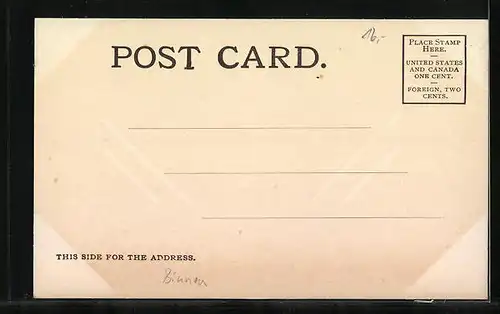 16,-
POST CARD.
PLACE STAMP
HERE.
—
UNITED STATES
AND CANADA
ONE CENT.
—
FOREIGN, TWO
CENTS.
THIS SIDE FOR THE ADDRESS.